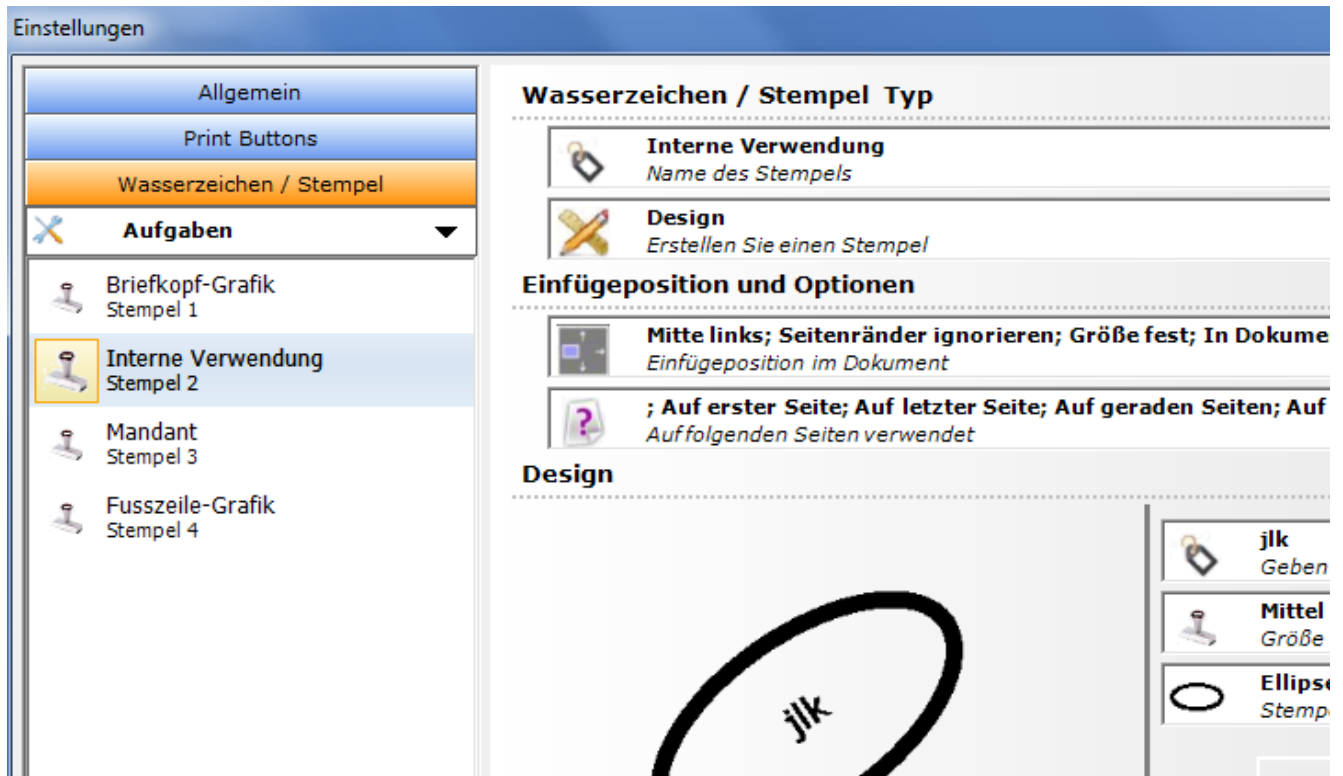 Einstellungen
Allgemein
Print Buttons
Wasserzeichen / Stempel
Aufgaben
Briefkopf-Grafik
Stempel 1
Interne Verwendung
Stempel 2
Mandant
Stempel 3
Fusszeile-Grafik
Stempel 4
Wasserzeichen / Stempel Typ
Interne Verwendung
Name des Stempels
Design
Erstellen Sie einen Stempel
Einfügeposition und Optionen
Mitte links; Seitenränder ignorieren; Größe fest; In Dokume
Einfügeposition im Dokument
; Auf erster Seite; Auf letzter Seite; Auf geraden Seiten; Auf
Auf folgenden Seiten verwendet
Design
jlk
jlk
Geben
Mittel
Größe
Ellipse
Stempe